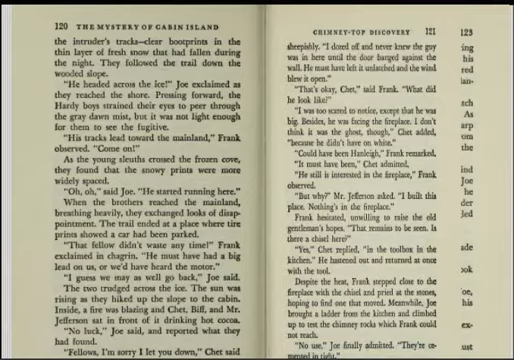 120 THE MYSTERY OF CABIN ISLAND
the intruder's tracks—clear bootprints in the
thin layer of fresh snow that had fallen during
the night. They followed the trail down the
wooded slope.
"He headed across the ice!" Joe exclaimed as
they reached the shore. Pressing forward, the
Hardy boys strained their eyes to peer through
the gray dawn mist, but it was not light enough
for them to see the fugitive.
"His tracks lead toward the mainland," Frank
observed. "Come on!"
As the young sleuths crossed the frozen cove,
they found that the snowy prints were more
widely spaced.
"Oh, oh," said Joe. "He started running here."
When the brothers reached the mainland,
breathing heavily, they exchanged looks of disap-
pointment. The trail ended at a place where tire
prints showed a car had been parked.
"That fellow didn't waste any time!" Frank
exclaimed in chagrin. "He must have had a big
lead on us, or we'd have heard the motor."
"I guess we may as well go back," Joe said.
The two trudged across the ice. The sun was
rising as they hiked up the slope to the cabin.
Inside, a fire was blazing and Chet, Biff, and Mr.
Jefferson sat in front of it drinking hot cocoa.
"No luck," Joe said, and reported what they
had found.
"Fellows, I'm sorry I let you down," Chet said
CHIMNEY-TOP DISCOVERY 121
sheepishly. "I dozed off and never knew the guy
was in here until the door banged against the
wall. He must have left it unlatched and the wind
blew it open."
"That's okay, Chet," said Frank. "What did
he look like?"
"I was too scared to notice, except that he was
big. Besides, he was facing the fireplace. I don't
think it was the ghost, though," Chet added,
"because he didn't have on white."
"Could have been Hanleigh," Frank remarked.
"It must have been," Chet admitted.
"He still is interested in the fireplace," Frank
observed.
"But why?" Mr. Jefferson asked. "I built this
place. Nothing's in the fireplace."
Frank hesitated, unwilling to raise the old
gentleman's hopes. "That remains to be seen. Is
there a chisel here?"
"Yes," Chet replied, "in the toolbox in the
kitchen." He hastened out and returned at once
with the tool.
Despite the heat, Frank stepped close to the
fireplace with the chisel and pried at the stones,
hoping to find one that moved. Meanwhile, Joe
brought a ladder from the kitchen and climbed
up to test the chimney rocks which Frank could
not reach.
"No use," Joe finally admitted. "They're ce-
mented in tight."
123
ing
his
red
ian-
ach
As
arp
om
the
ind
Joe
he
der
led
ade
ook
oe,
his
ex-
ust